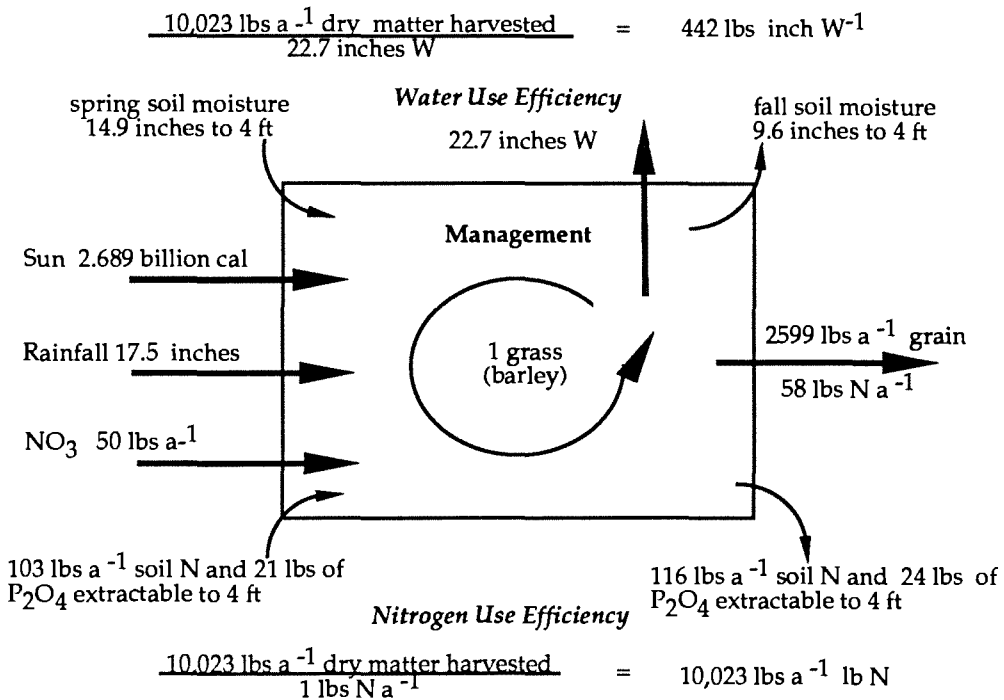 10,023 lbs a -1 dry matter harvested = 442 lbs inch W-1
22.7 inches W
Water Use Efficiency
spring soil moisture
14.9 inches to 4 ft
22.7 inches W
fall soil moisture
9.6 inches to 4 ft
Management
Sun 2.689 billion cal
Rainfall 17.5 inches
1 grass
(barley)
2599 lbs a -1 grain
58 lbs N a -1
NO3 50 lbs a-1
103 lbs a -1 soil N and 21 lbs of
P2O4 extractable to 4 ft
116 lbs a -1 soil N and 24 lbs of
P2O4 extractable to 4 ft
Nitrogen Use Efficiency
10,023 lbs a -1 dry matter harvested = 10,023 lbs a -1 lb N
1 lbs N a -1